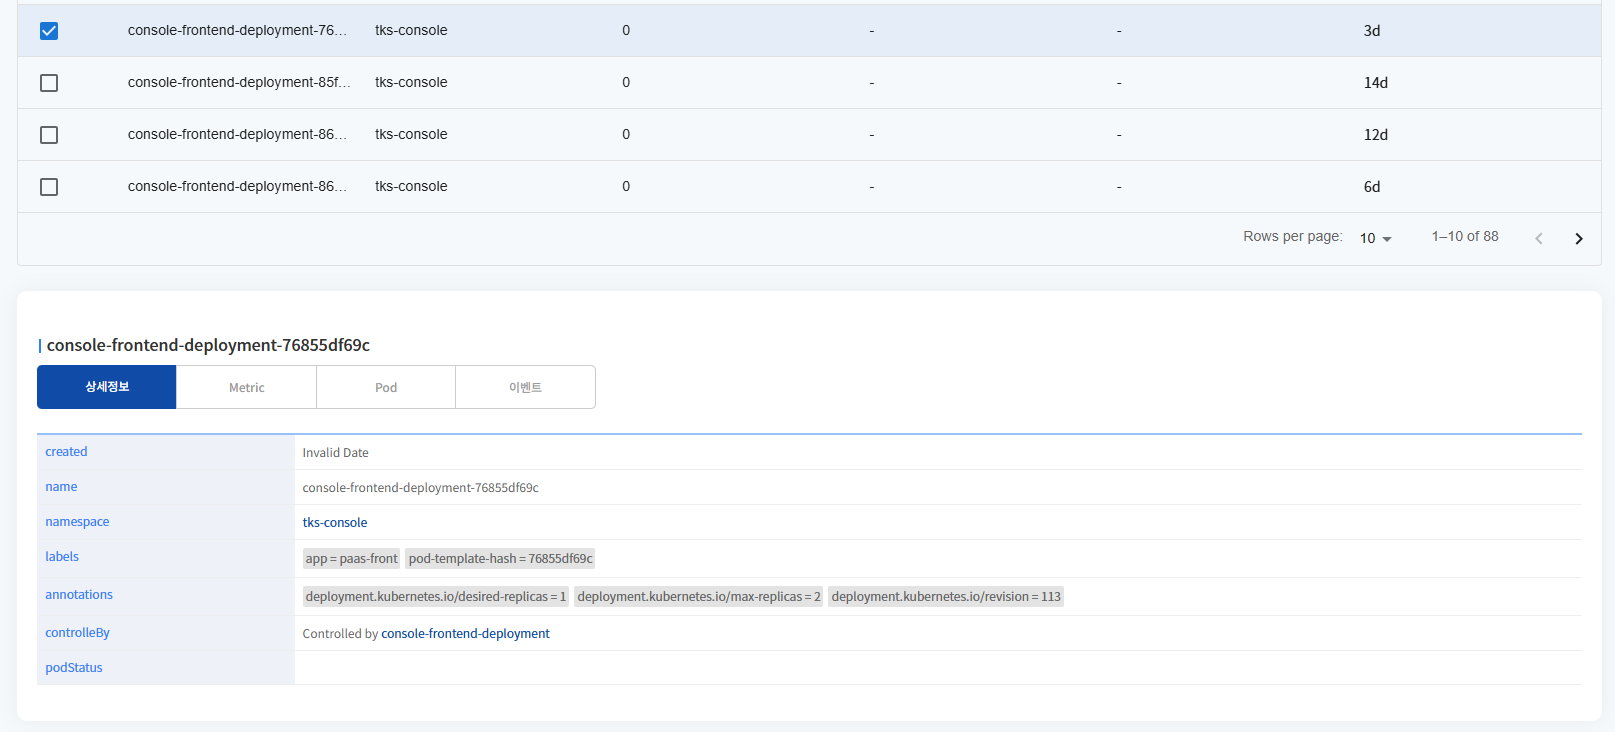 console-frontend-deployment-76... tks-console 0 - - 3d
console-frontend-deployment-85f... tks-console 0 - - 14d
console-frontend-deployment-86... tks-console 0 - - 12d
console-frontend-deployment-86... tks-console 0 - - 6d
Rows per page: 10 1–10 of 88
console-frontend-deployment-76855df69c
상세정보 Metric Pod 이벤트
created Invalid Date
name console-frontend-deployment-76855df69c
namespace tks-console
labels app = paas-front pod-template-hash = 76855df69c
annotations deployment.kubernetes.io/desired-replicas = 1 deployment.kubernetes.io/max-replicas = 2 deployment.kubernetes.io/revision = 113
controlleBy Controlled by console-frontend-deployment
podStatus